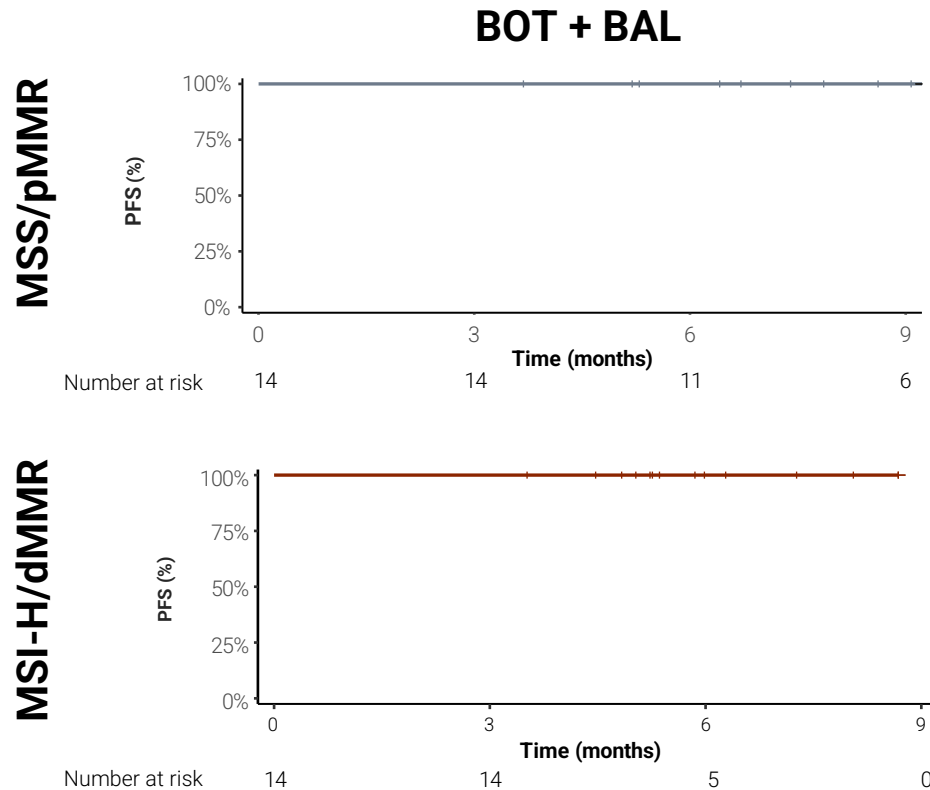 BOT + BAL
MSS/pMMR
PFS (%)
100%
75%
50%
25%
0%
0 3 6 9
Time (months)
Number at risk 14 14 11 6
MSI-H/dMMR
PFS (%)
100%
75%
50%
25%
0%
0 3 6 9
Time (months)
Number at risk 14 14 5 0